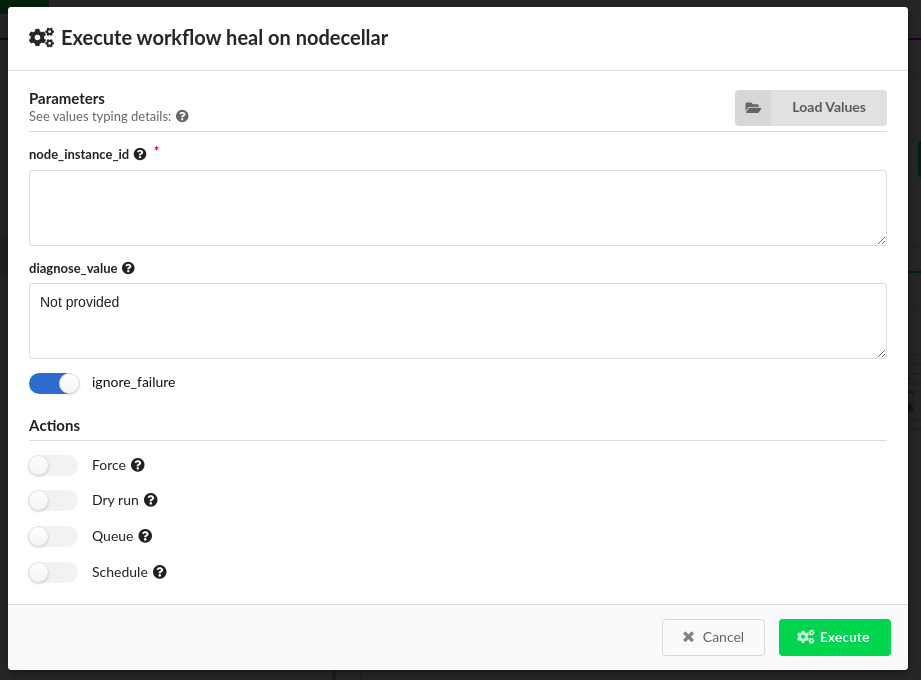 Execute workflow heal on nodecellar
Parameters
See values typing details:
Load Values
node_instance_id *
diagnose_value
Not provided
ignore_failure
Actions
Force
Dry run
Queue
Schedule
Cancel
Execute